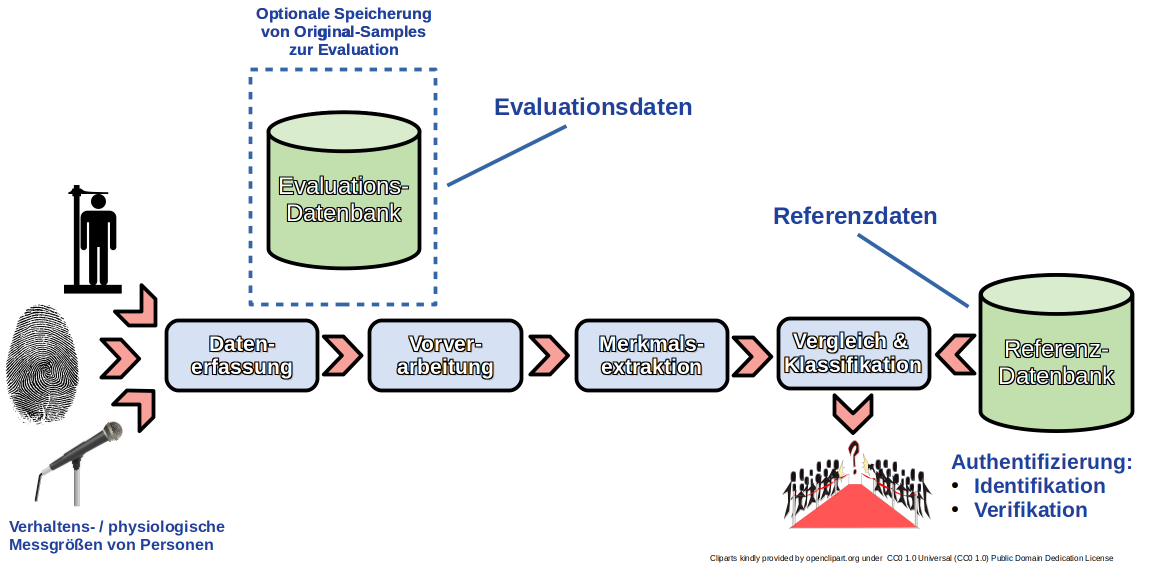 Optionale Speicherung
von Original-Samples
zur Evaluation
Evaluationsdaten
Evaluations-
Datenbank
Referenzdaten
Daten-
erfassung
Vorver-
arbeitung
Merkmals-
extraktion
Vergleich &
Klassifikation
Referenz-
Datenbank
?
Authentifizierung:
• Identifikation
• Verifikation
Verhaltens- / physiologische
Messgrößen von Personen
Cliparts kindly provided by openclipart.org under CC0 1.0 Universal (CC0 1.0) Public Domain Dedication License